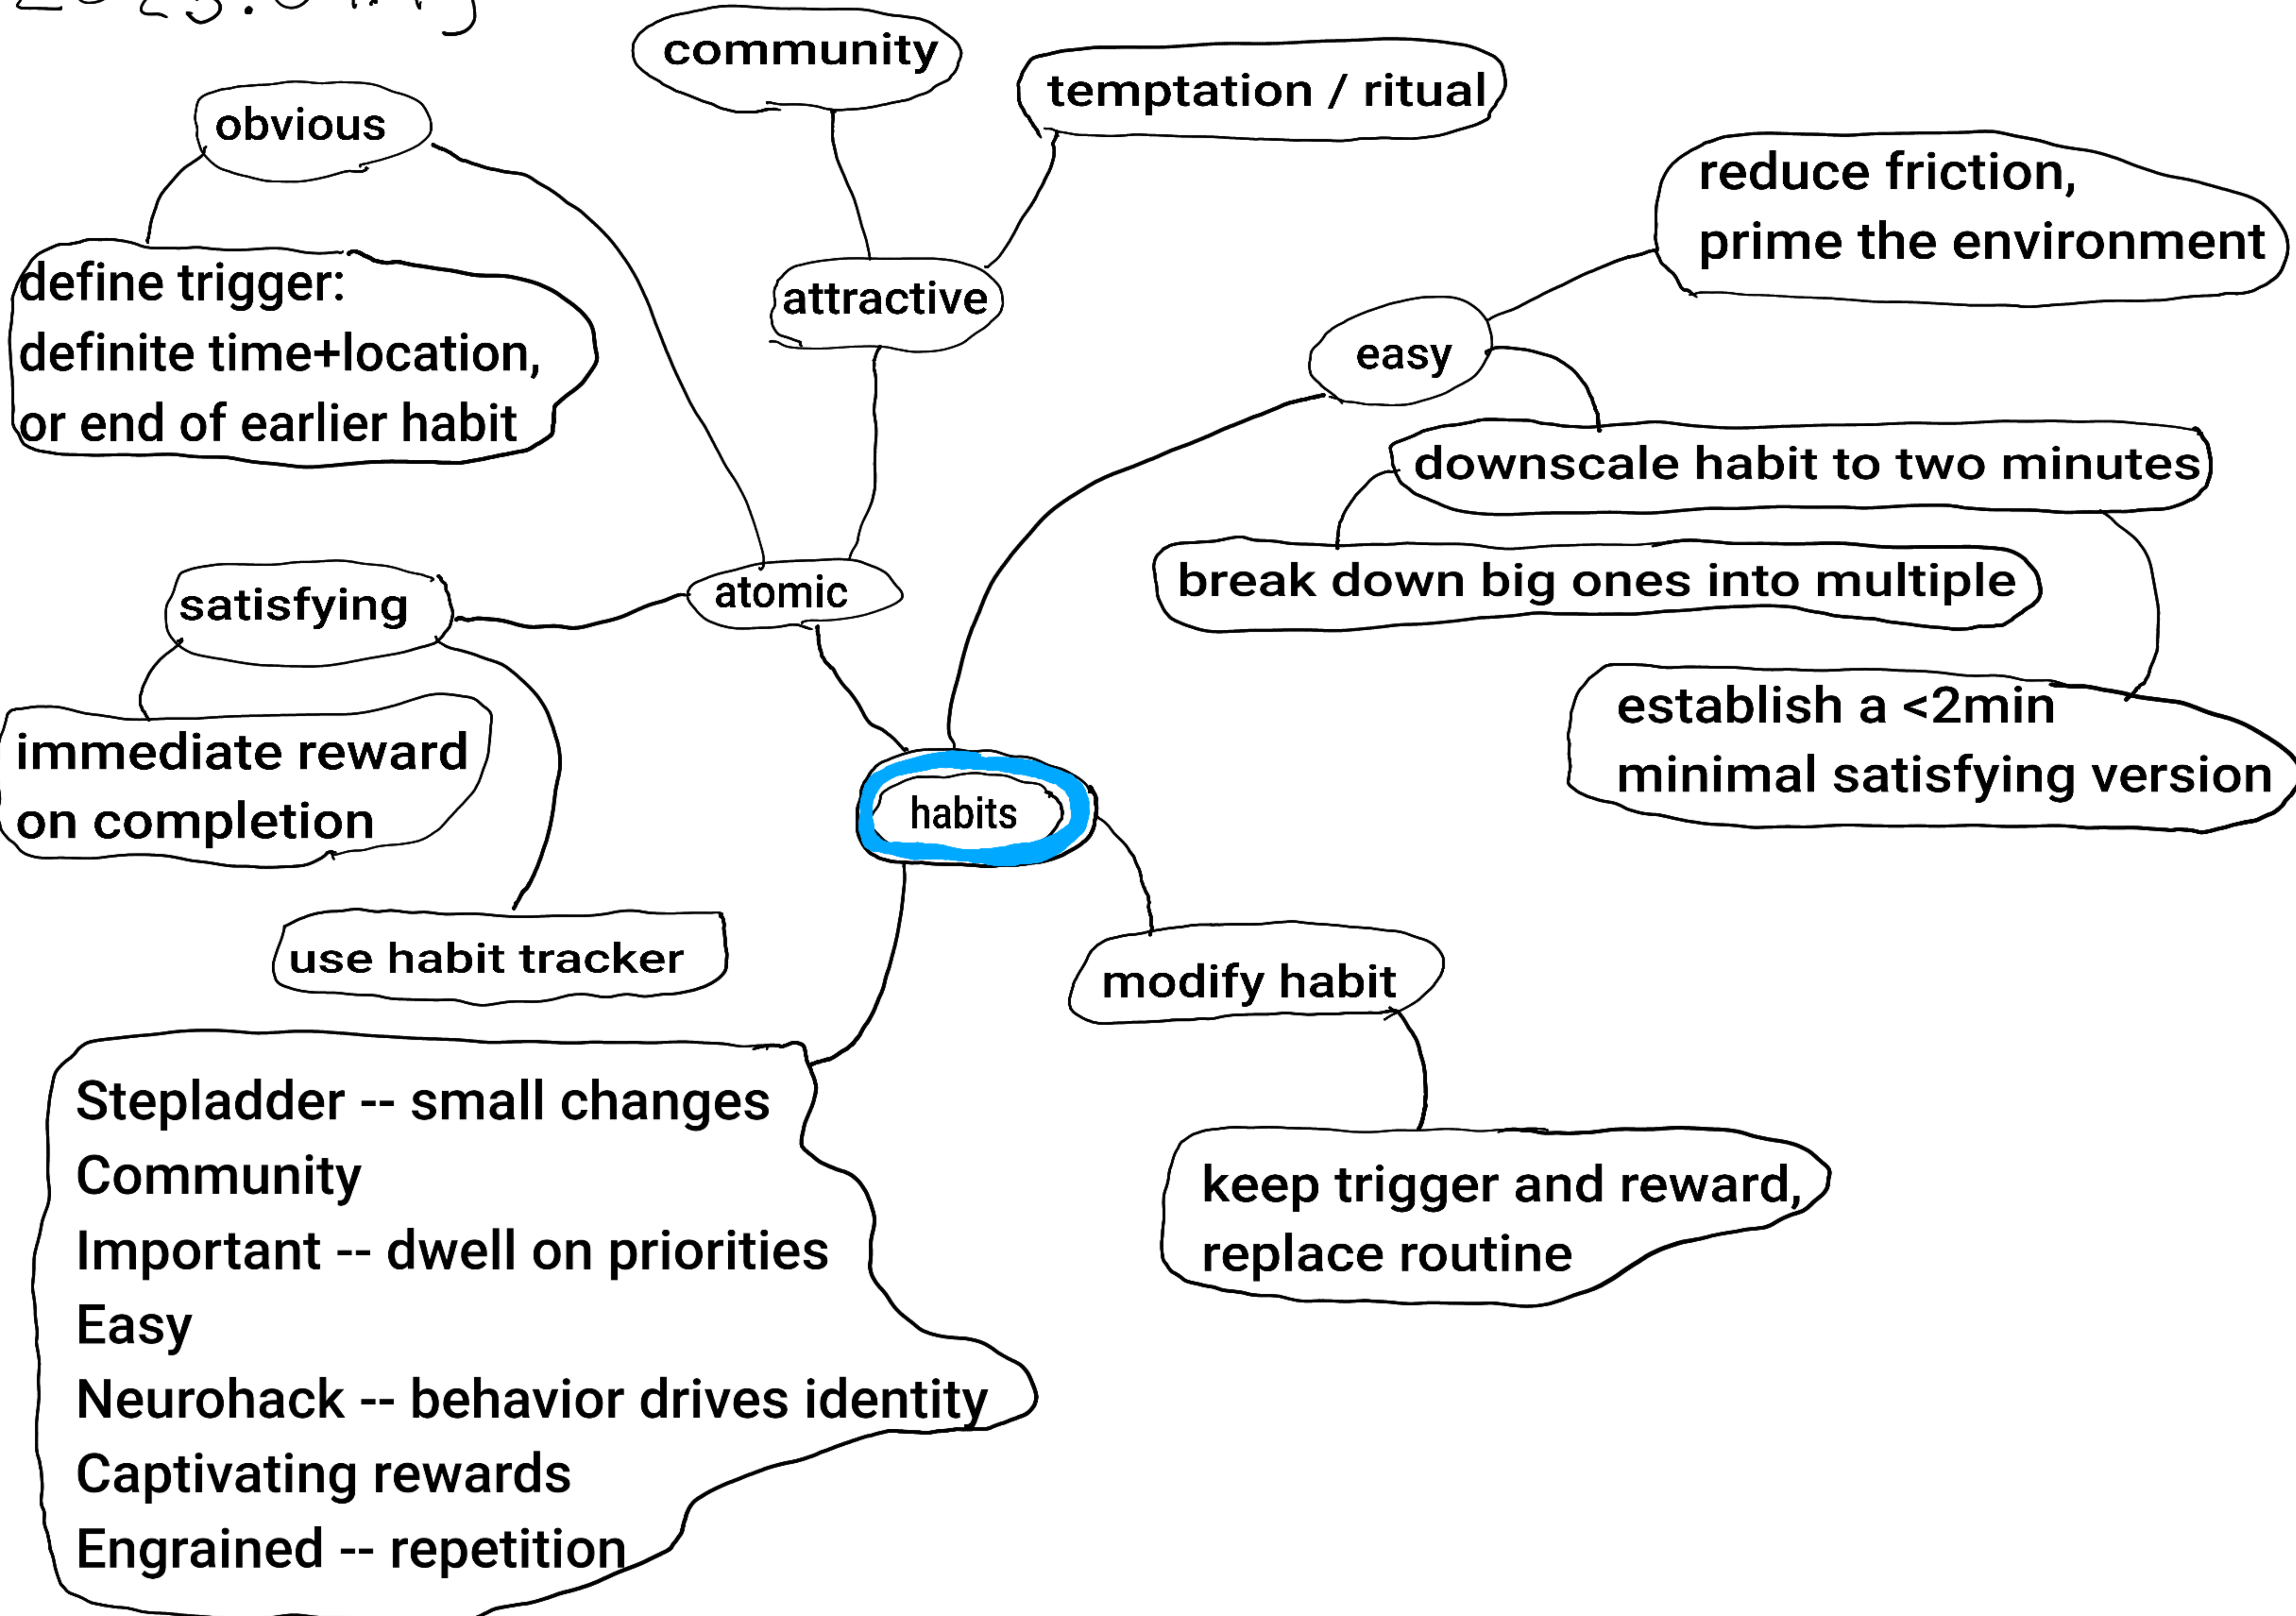 community
temptation / ritual
obvious
reduce friction,
prime the environment
define trigger:
definite time+location,
or end of earlier habit
attractive
easy
downscale habit to two minutes
break down big ones into multiple
satisfying
atomic
establish a <2min
minimal satisfying version
immediate reward
on completion
habits
use habit tracker
modify habit
Stepladder -- small changes
Community
Important -- dwell on priorities
Easy
Neurohack -- behavior drives identity
Captivating rewards
Engrained -- repetition
keep trigger and reward,
replace routine